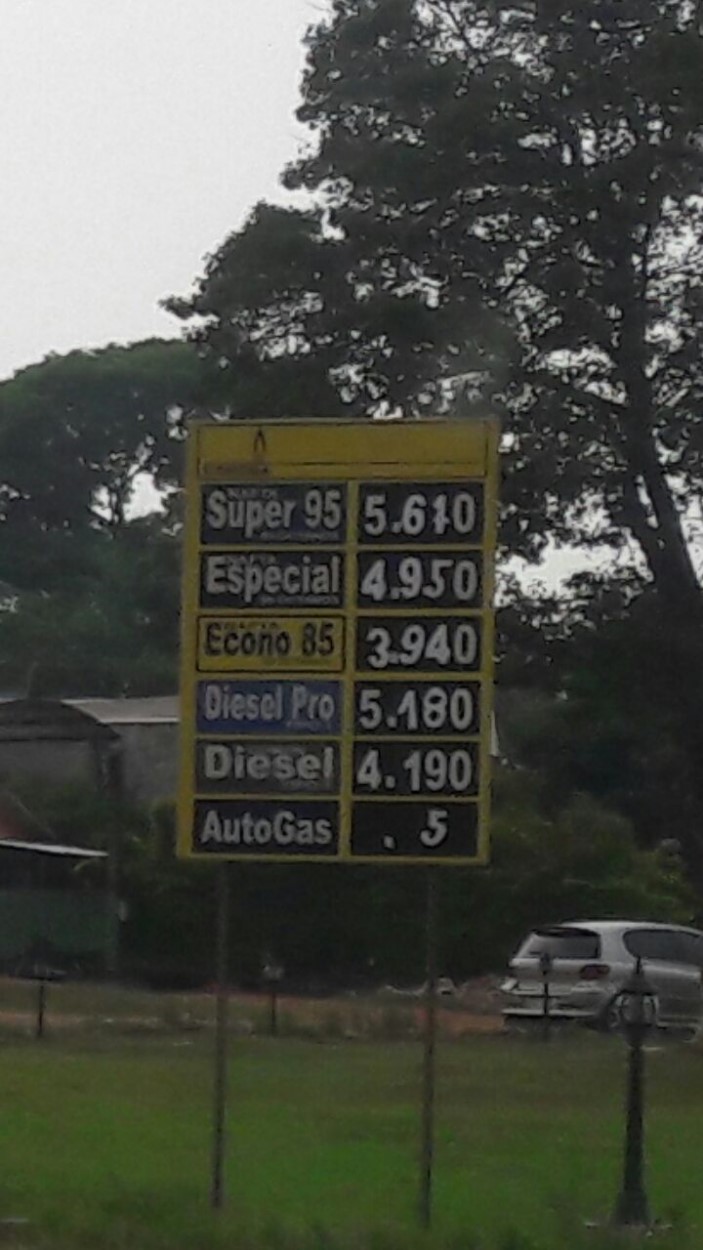 Super 95 5.610
Especial 4.950
Econo 85 3.940
Diesel Pro 5.180
Diesel 4.190
AutoGas . 5